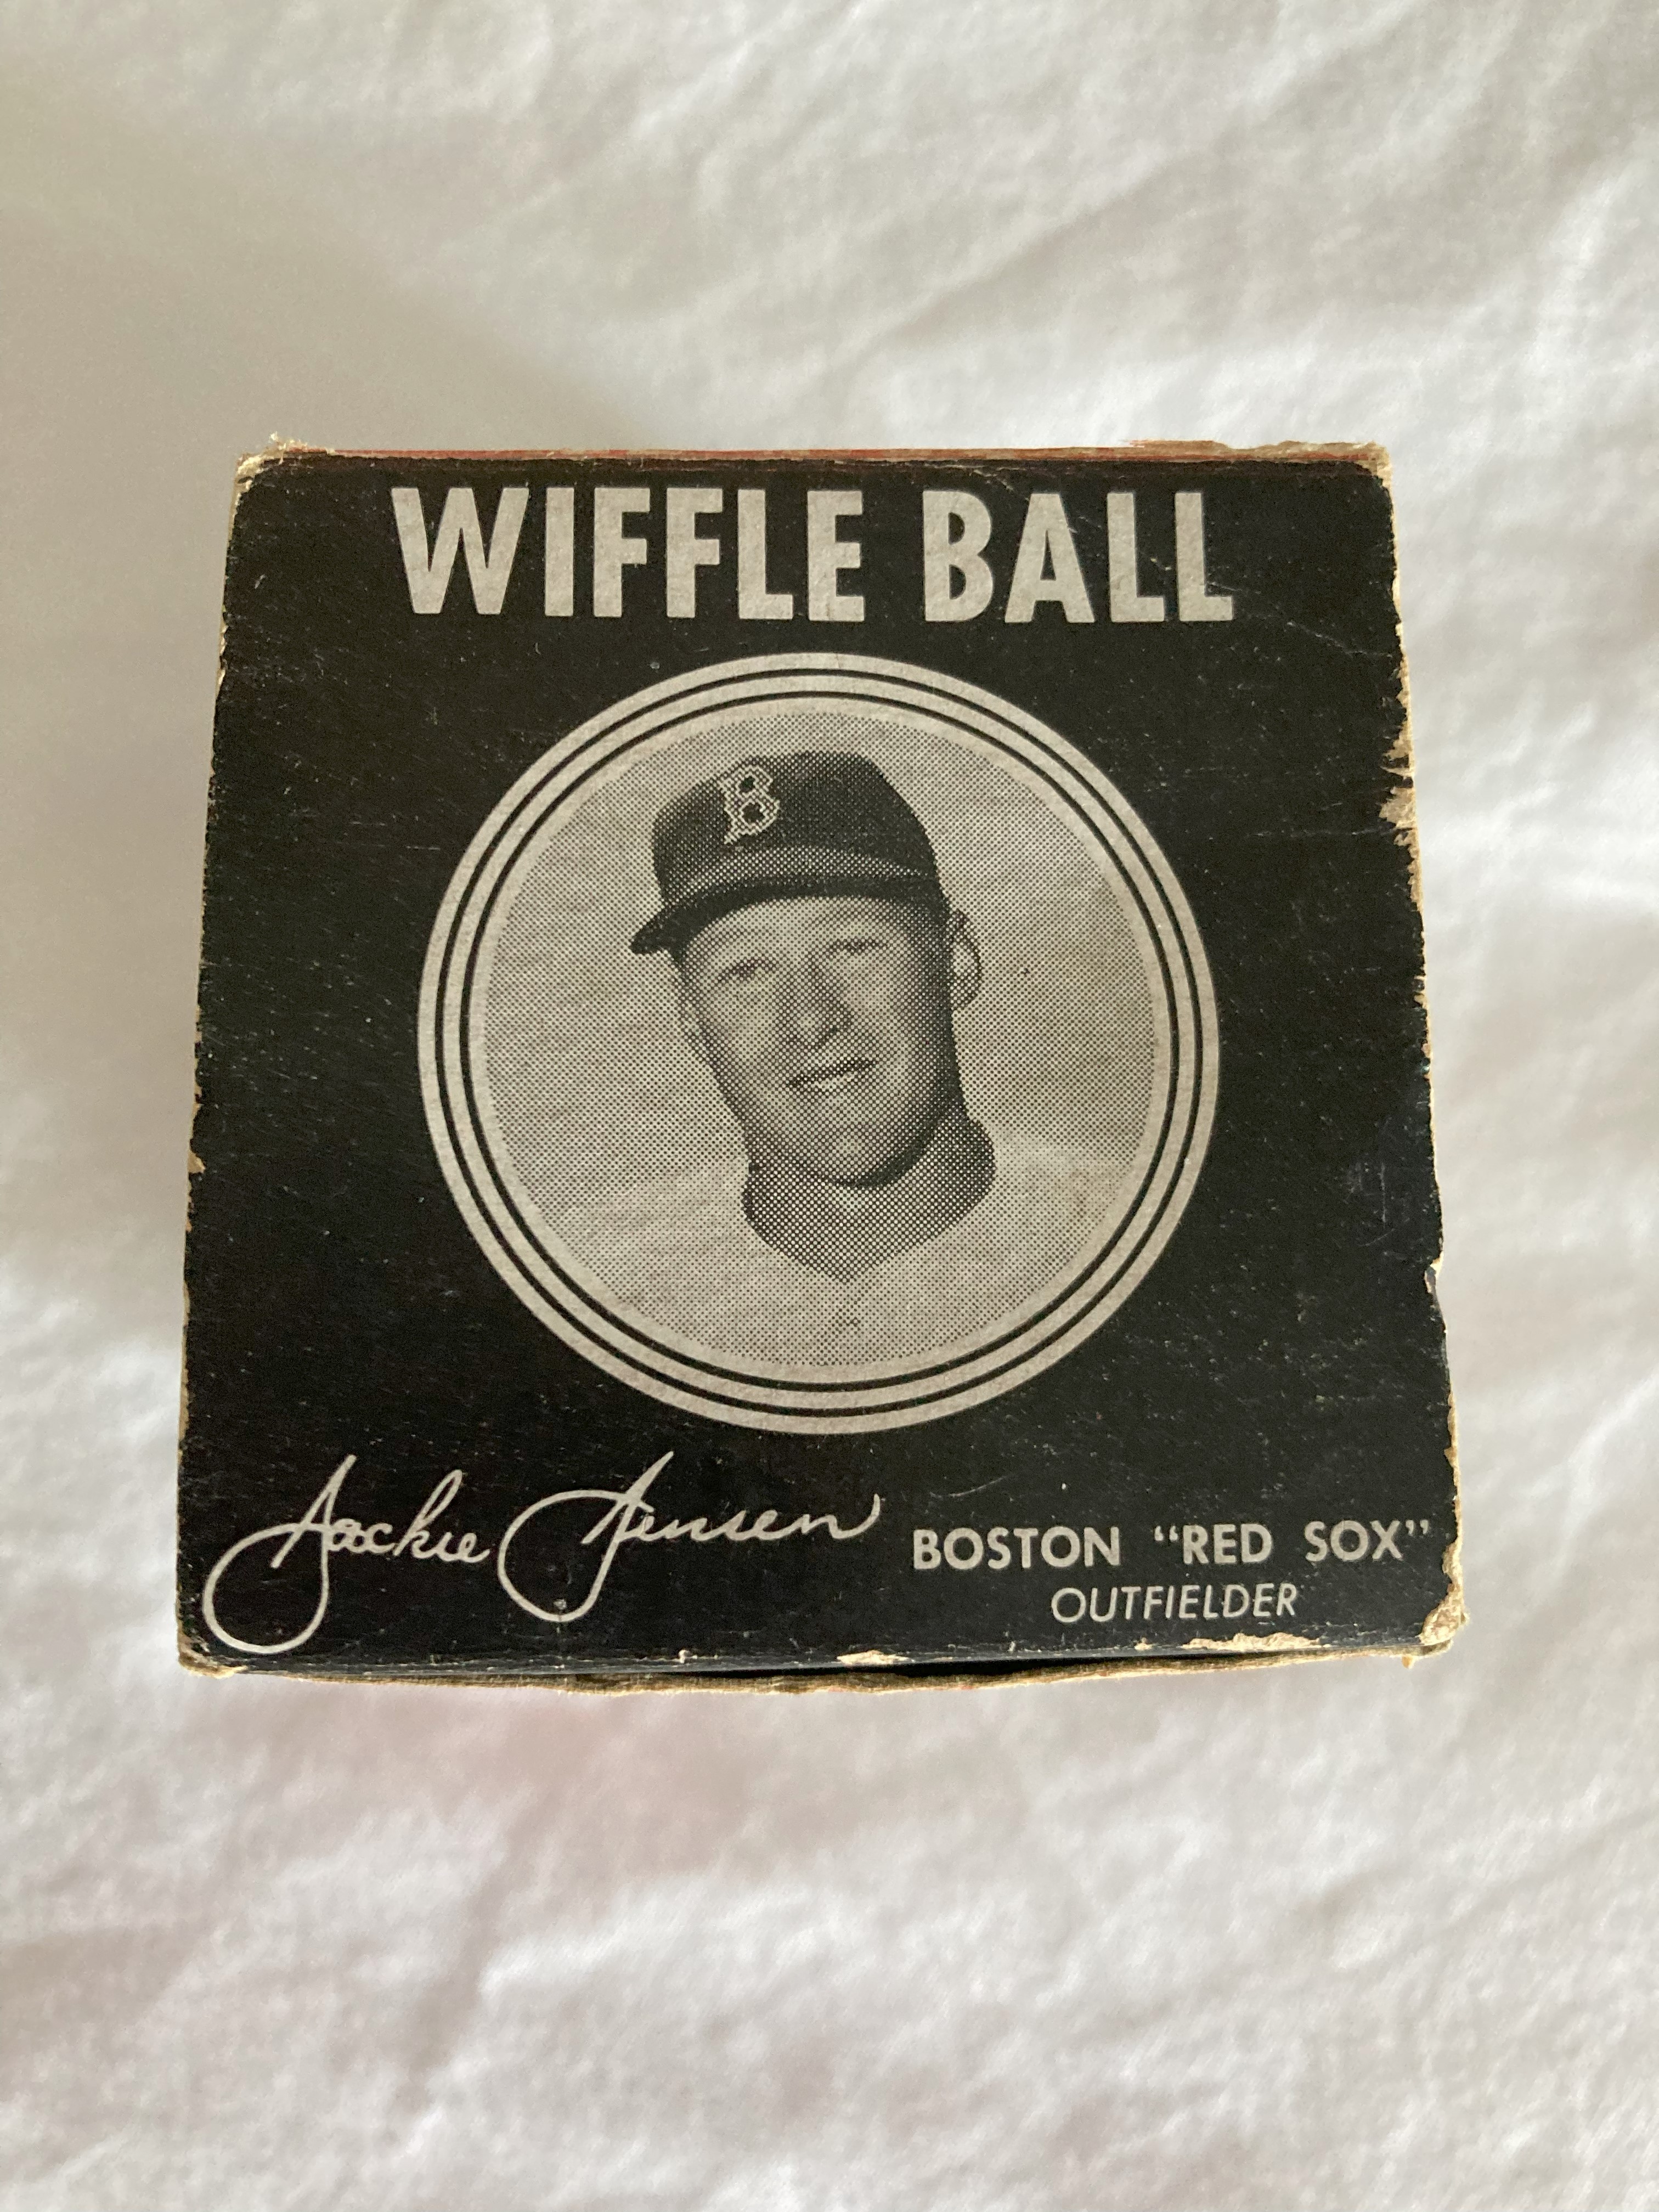 WIFFLE BALL
B
Jackie Jensen
BOSTON “RED SOX”
OUTFIELDER